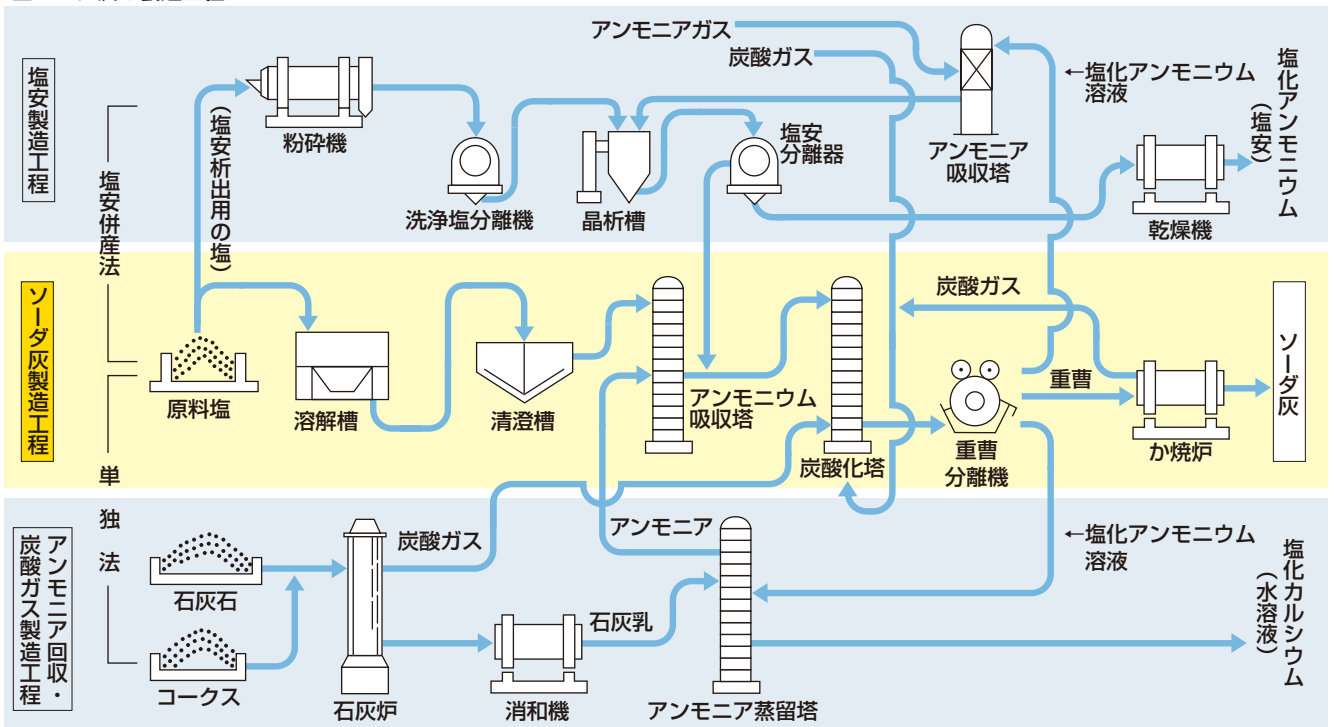 塩安製造工程
塩安併産法
(塩安析出用の塩)
粉砕機
洗浄塩分離機
晶析槽
塩安
分離器
アンモニアガス
炭酸ガス
アンモニア
吸収塔
←塩化アンモニウム
溶液
乾燥機
塩化アンモニウム
(塩安)
ソーダ灰製造工程
原料塩
溶解槽
清澄槽
アンモニウム
吸収塔
炭酸化塔
炭酸ガス
重曹
分離機
重曹
か焼炉
ソーダ灰
単独法
アンモニア回収・
炭酸ガス製造工程
石灰石
コークス
石灰炉
炭酸ガス
消和機
石灰乳
アンモニア
アンモニア蒸留塔
←塩化アンモニウム
溶液
塩化カルシウム
(水溶液)